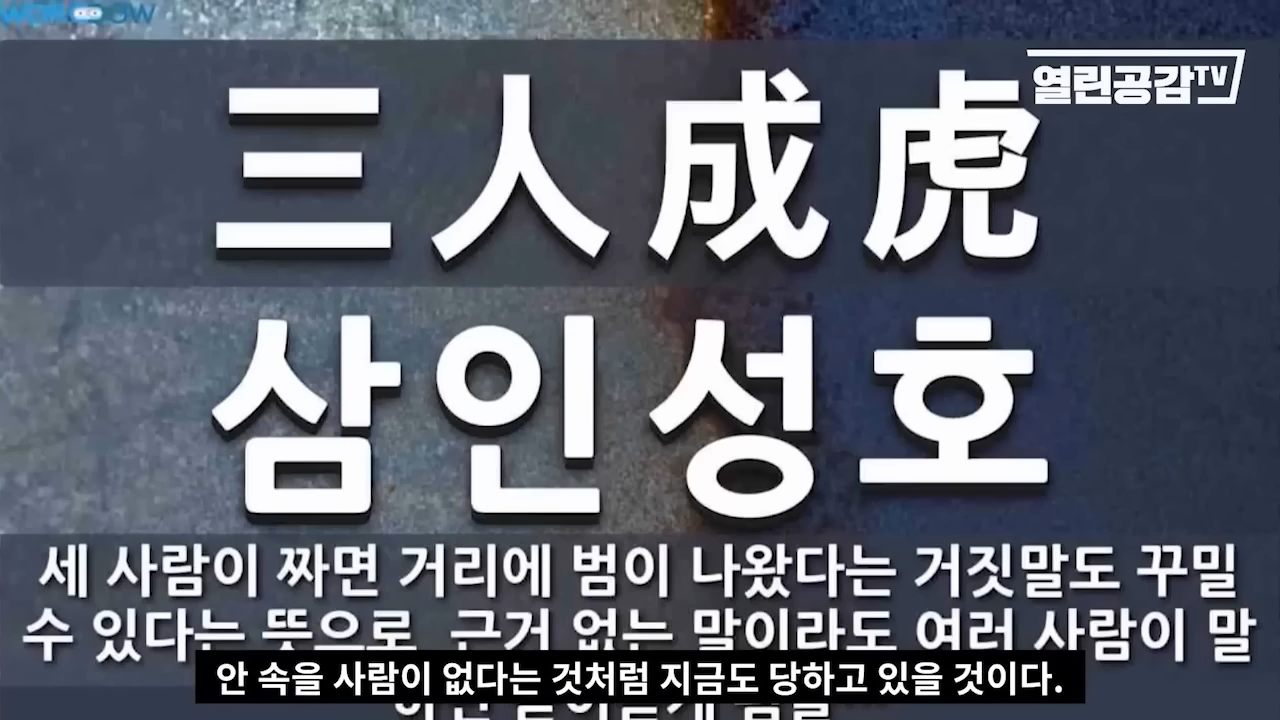 열린공감TV
三人成虎
삼인성호
세 사람이 짜면 거리에 범이 나왔다는 거짓말도 꾸밀
수 있다는 뜻으로, 근거 없는 말이라도 여러 사람이 말
안 속을 사람이 없다는 것처럼 지금도 당하고 있을 것이다.